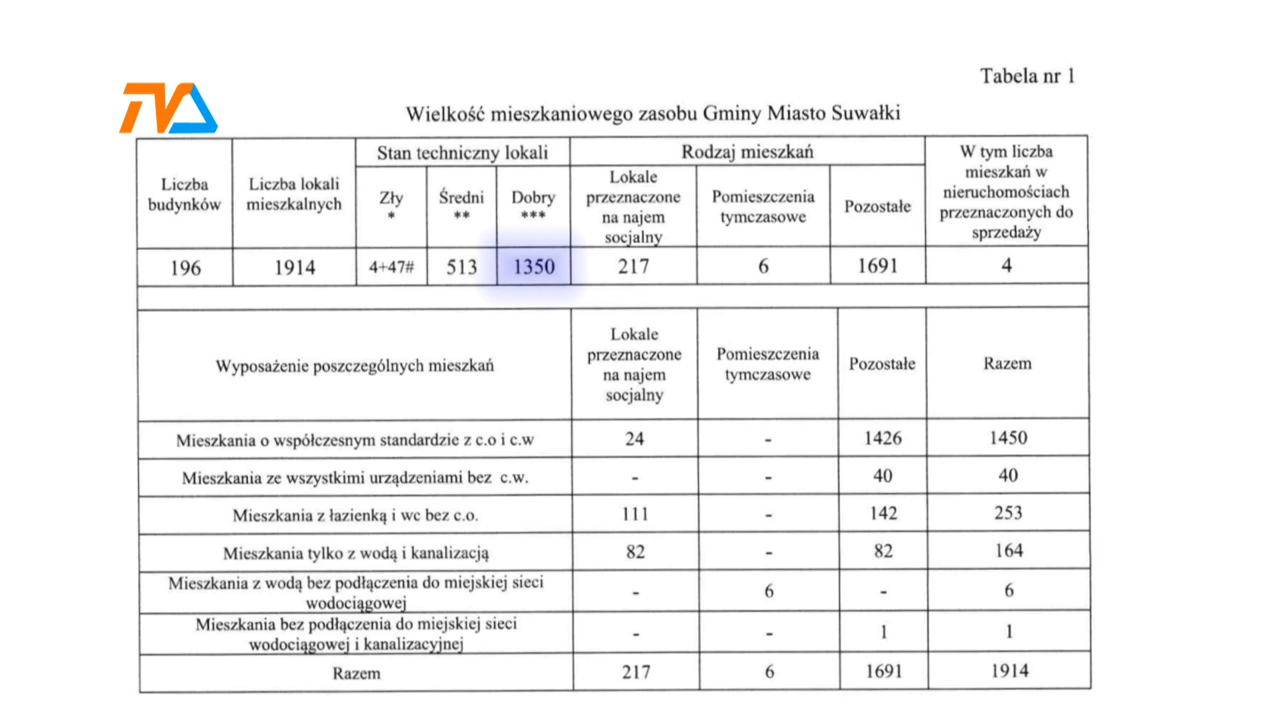 Tabela nr 1
TVA
Wielkość mieszkaniowego zasobu Gminy Miasto Suwałki
Liczba
budynków
Liczba lokali
mieszkalnych
Stan techniczny lokali
Zły
*
Średni
**
Dobry
***
Rodzaj mieszkań
Lokale
przeznaczone
na najem
socjalny
Pomieszczenia
tymczasowe
Pozostałe
W tym liczba
mieszkań w
nieruchomościach
przeznaczonych do
sprzedaży
196 1914 4+47# 513 1350 217 6 1691 4
Wyposażenie poszczególnych mieszkań
Lokale
przeznaczone
na najem
socjalny
Pomieszczenia
tymczasowe
Pozostałe
Razem
Mieszkania o współczesnym standardzie z c.o i c.w 24 - 1426 1450
Mieszkania ze wszystkimi urządzeniami bez c.w. - - 40 40
Mieszkania z łazienką i wc bez c.o. 111 - 142 253
Mieszkania tylko z wodą i kanalizacją 82 - 82 164
Mieszkania z wodą bez podłączenia do miejskiej sieci
wodociągowej - 6 - 6
Mieszkania bez podłączenia do miejskiej sieci
wodociągowej i kanalizacyjnej - - 1 1
Razem 217 6 1691 1914